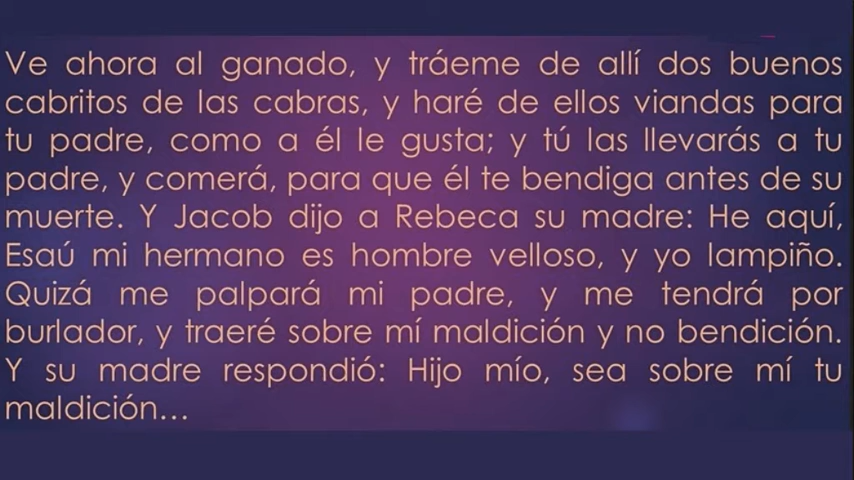 Ve ahora al ganado, y tráeme de allí dos buenos
cabritos de las cabras, y haré de ellos viandas para
tu padre, como a él le gusta; y tú las llevarás a tu
padre, y comerá, para que él te bendiga antes de su
muerte. Y Jacob dijo a Rebeca su madre: He aquí,
Esaú mi hermano es hombre velloso, y yo lampiño.
Quizá me palpará mi padre, y me tendrá por
burlador, y traeré sobre mí maldición y no bendición.
Y su madre respondió: Hijo mío, sea sobre mí tu
maldición...